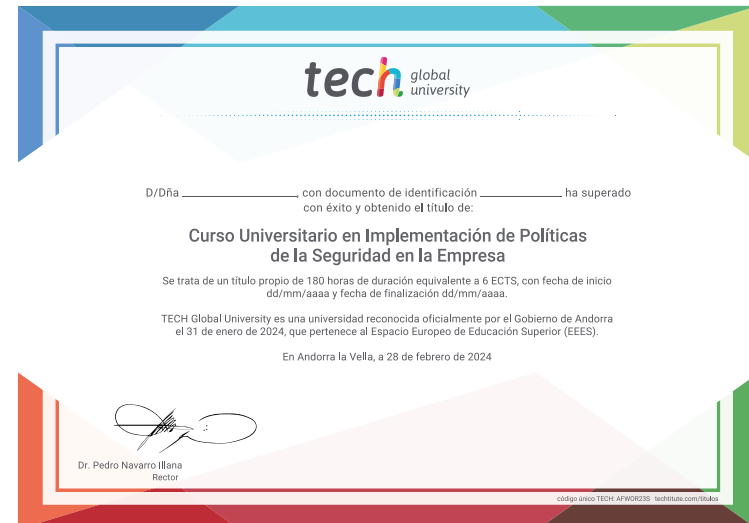 tech global
university
D/Dña ____________________, con documento de identificación ______________ ha superado
con éxito y obtenido el título de:
Curso Universitario en Implementación de Políticas
de la Seguridad en la Empresa
Se trata de un título propio de 180 horas de duración equivalente a 6 ECTS, con fecha de inicio
dd/mm/aaaa y fecha de finalización dd/mm/aaaa.
TECH Global University es una universidad reconocida oficialmente por el Gobierno de Andorra
el 31 de enero de 2024, que pertenece al Espacio Europeo de Educación Superior (EEES).
En Andorra la Vella, a 28 de febrero de 2024
Dr. Pedro Navarro Illana
Rector
código único TECH: AFWOR23S techtitute.com/titulos